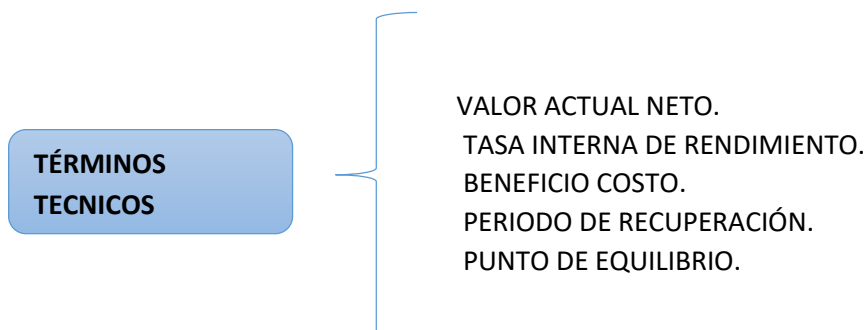 TÉRMINOS
TECNICOS
VALOR ACTUAL NETO.
TASA INTERNA DE RENDIMIENTO.
BENEFICIO COSTO.
PERIODO DE RECUPERACIÓN.
PUNTO DE EQUILIBRIO.